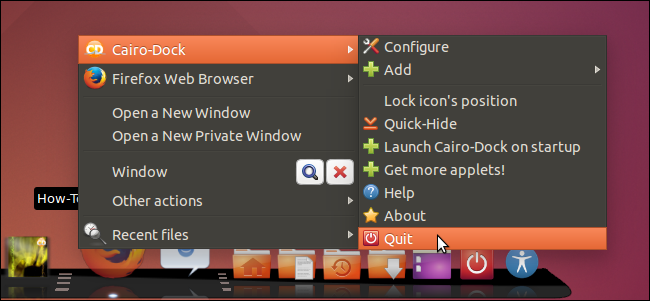 Cairo-Dock
Firefox Web Browser
Open a New Window
Open a New Private Window
Window
Other actions
Recent files
Configure
Add
Lock icon's position
Quick-Hide
Launch Cairo-Dock on startup
Get more applets!
Help
About
Quit
How-To